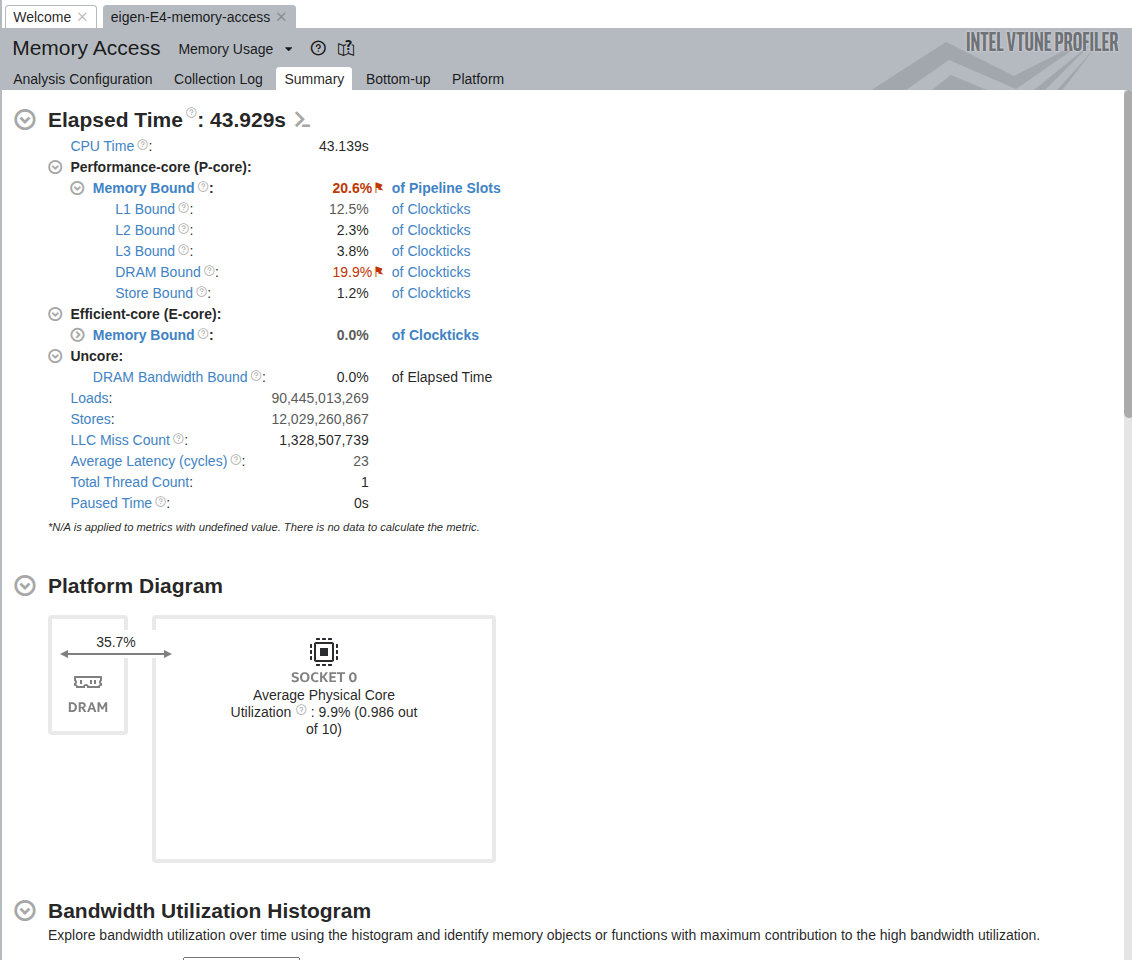 Welcome
eigen-E4-memory-access
Memory Access Memory Usage
INTEL VTUNE PROFILER
Analysis Configuration Collection Log Summary Bottom-up Platform
Elapsed Time ? : 43.929s
CPU Time ?: 43.139s
Performance-core (P-core):
Memory Bound ?: 20.6% of Pipeline Slots
L1 Bound ?: 12.5% of Clockticks
L2 Bound ?: 2.3% of Clockticks
L3 Bound ?: 3.8% of Clockticks
DRAM Bound ?: 19.9% of Clockticks
Store Bound ?: 1.2% of Clockticks
Efficient-core (E-core):
Memory Bound ?: 0.0% of Clockticks
Uncore:
DRAM Bandwidth Bound ?: 0.0% of Elapsed Time
Loads: 90,445,013,269
Stores: 12,029,260,867
LLC Miss Count ?: 1,328,507,739
Average Latency (cycles) ?: 23
Total Thread Count: 1
Paused Time ?: 0s
*N/A is applied to metrics with undefined value. There is no data to calculate the metric.
Platform Diagram
35.7%
DRAM
SOCKET 0
Average Physical Core
Utilization ? : 9.9% (0.986 out
of 10)
Bandwidth Utilization Histogram
Explore bandwidth utilization over time using the histogram and identify memory objects or functions with maximum contribution to the high bandwidth utilization.